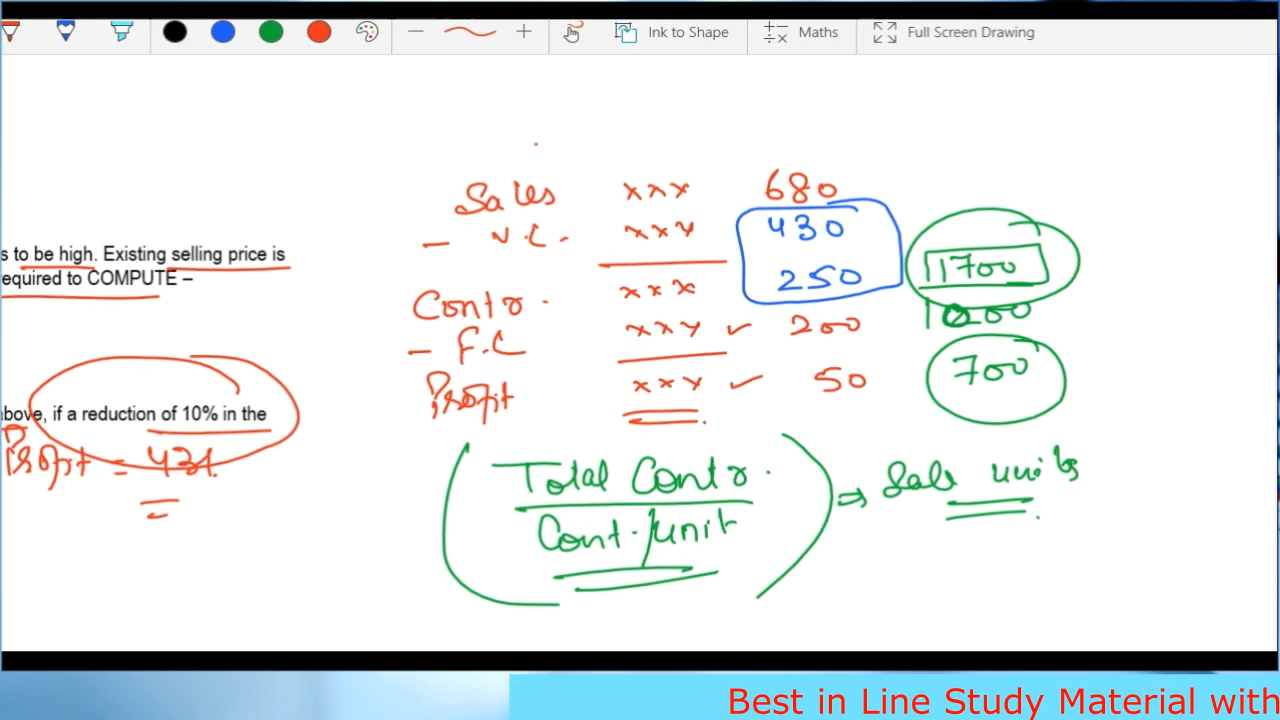 Ink to Shape Maths Full Screen Drawing
Sales xxx 680
- V.C. xxx 430
s to be high. Existing selling price is
equired to COMPUTE –
250 1700
Contr. xxx
1000
- F.C xxx ✓ 200
Profit xxx ✓ 50 700
bove, if a reduction of 10% in the
Profit =
Total Contr.
Cont./unit
⇒ Sale units
Best in Line Study Material with